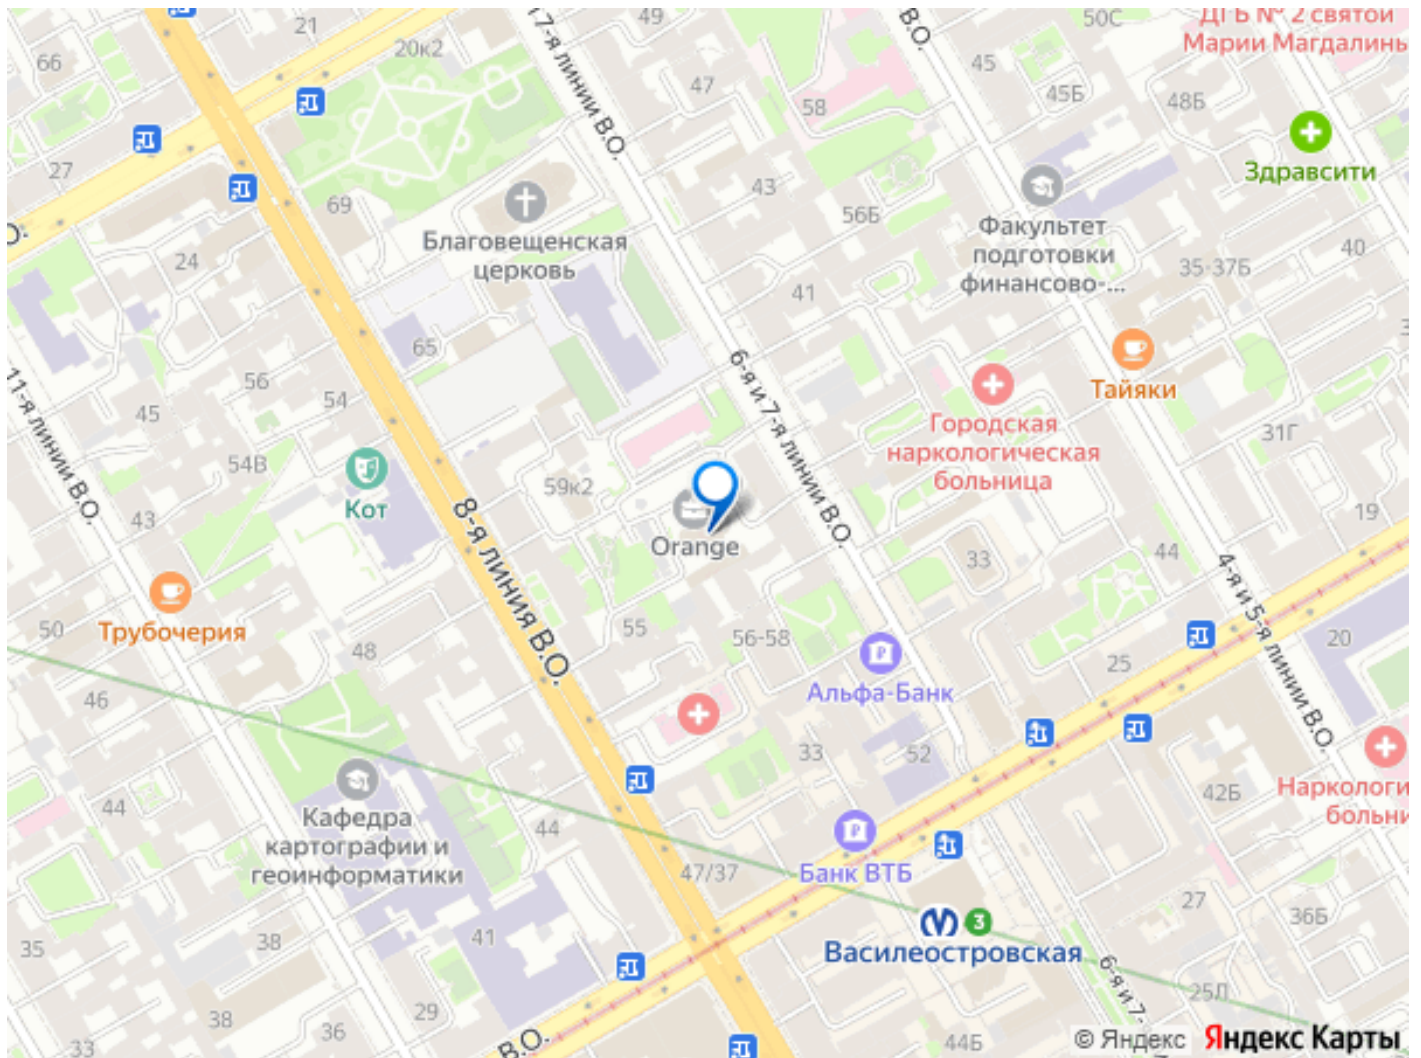 49
50С
ДГБ № 2 святой
Марии Магдалины
21
20к2
66
17-я линии В.О.
В.О.
45
47
45Б
48Б
58
Здравсити
27
43
69
56Б
Благовещенская
церковь
Факультет
подготовки
финансово-...
40
35-37Б
24
О.
41
65
6-я и 7-я линии В.О.
Тайяки
56
54
45
11-я линии В.О.
Городская
наркологическая
больница
31Г
54В
59к2
Кот
43
8-я линия В.О.
Orange
19
44
33
4-я и 5-я линии В.О.
50
Трубочерия
55
56-58
20
48
25
46
Альфа-Банк
33
52
42Б
Наркологи
больни
44
Кафедра
картографии и
геоинформатики
44
47/37
Банк ВТБ
27
36Б
3
Василеостровская
35
38
41
6-я и 7-
25Л
38
29
36
33
В.О.
44Б
© Яндекс Яндекс Карты